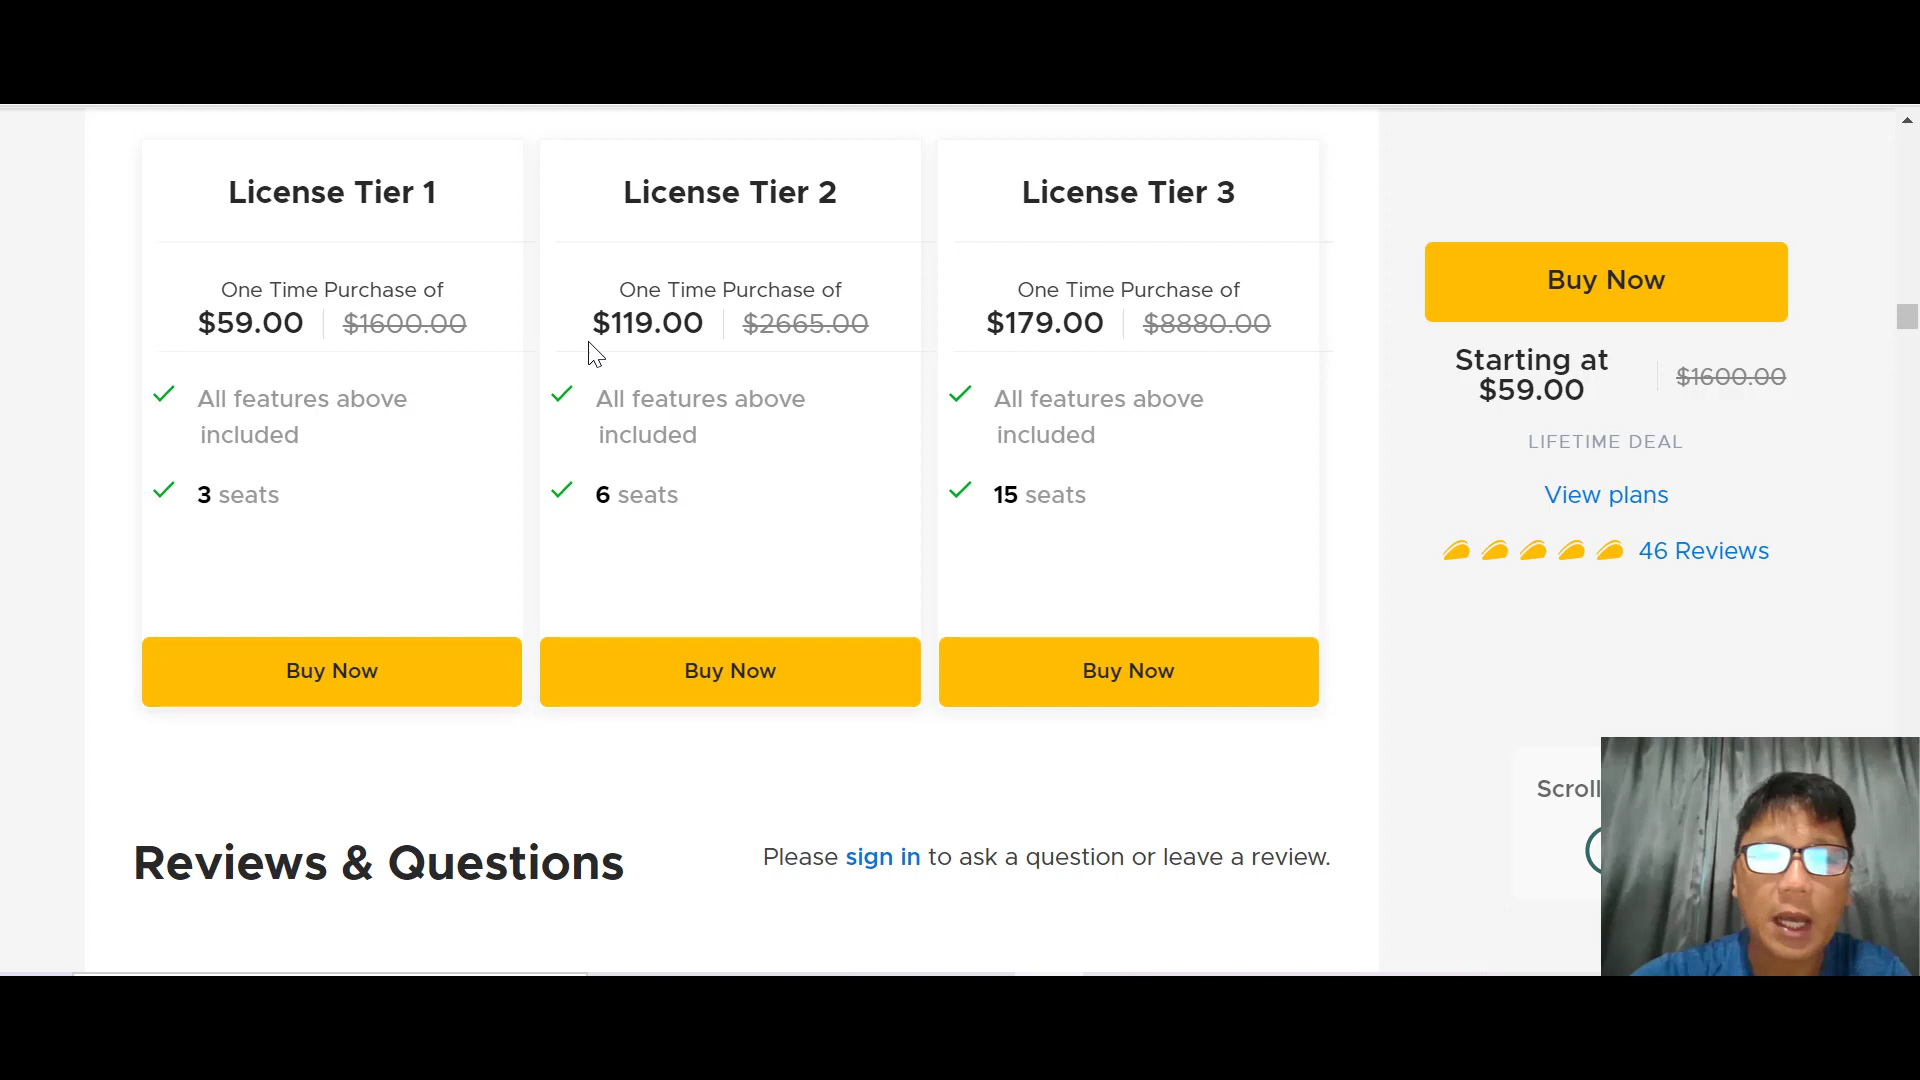 License Tier 1
One Time Purchase of
$59.00 $1600.00
All features above
included
3 seats
Buy Now
License Tier 2
One Time Purchase of
$119.00 $2665.00
All features above
included
6 seats
Buy Now
License Tier 3
One Time Purchase of
$179.00 $8880.00
All features above
included
15 seats
Buy Now
Buy Now
Starting at
$59.00
$1600.00
LIFETIME DEAL
View plans
46 Reviews
Scroll
Reviews & Questions
Please sign in to ask a question or leave a review.